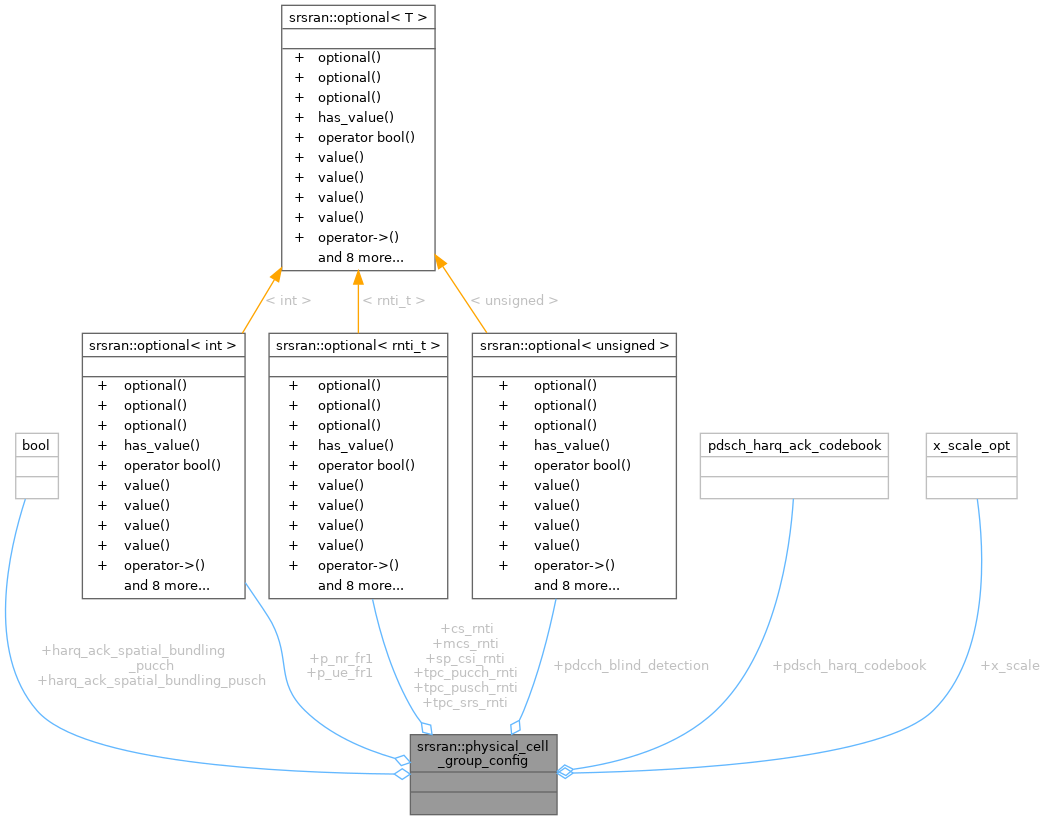 srsran::optional< T >
+ optional()
+ optional()
+ optional()
+ has_value()
+ operator bool()
+ value()
+ value()
+ value()
+ value()
+ operator->()
and 8 more...
< int >
< rnti_t >
< unsigned >
srsran::optional< int >
+ optional()
+ optional()
+ optional()
+ has_value()
+ operator bool()
+ value()
+ value()
+ value()
+ value()
+ operator->()
and 8 more...
srsran::optional< rnti_t >
+ optional()
+ optional()
+ optional()
+ has_value()
+ operator bool()
+ value()
+ value()
+ value()
+ value()
+ operator->()
and 8 more...
srsran::optional< unsigned >
+ optional()
+ optional()
+ optional()
+ has_value()
+ operator bool()
+ value()
+ value()
+ value()
+ value()
+ operator->()
and 8 more...
bool
pdsch_harq_ack_codebook
x_scale_opt
+harq_ack_spatial_bundling
_pucch
+harq_ack_spatial_bundling_pusch
+p_nr_fr1
+p_ue_fr1
+cs_rnti
+mcs_rnti
+sp_csi_rnti
+tpc_pucch_rnti
+tpc_pusch_rnti
+tpc_srs_rnti
+pdcch_blind_detection
+pdsch_harq_codebook
+x_scale
srsran::physical_cell
_group_config